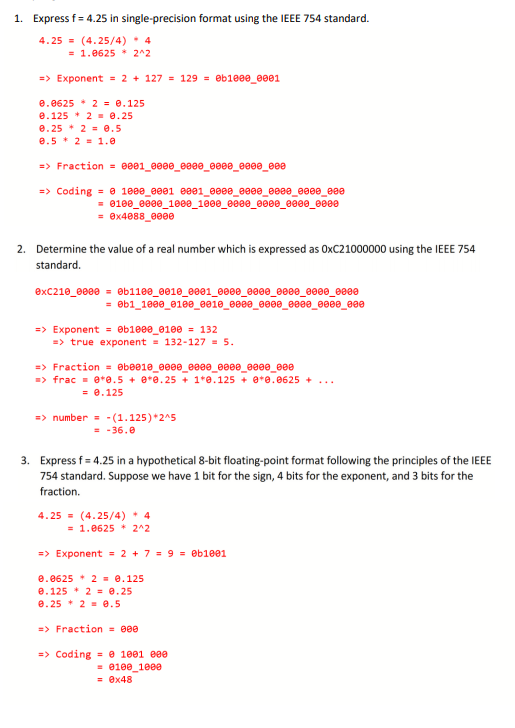 1. Express f = 4.25 in single-precision format using the IEEE 754 standard.
4.25 = (4.25/4) * 4
= 1.0625 * 2^2
=> Exponent = 2 + 127 = 129 = 0b1000_0001
0.0625 * 2 = 0.125
0.125 * 2 = 0.25
0.25 * 2 = 0.5
0.5 * 2 = 1.0
=> Fraction = 0001_0000_0000_0000_0000_000
=> Coding = 0 1000_0001 0001_0000_0000_0000_0000_000
= 0100_0000_1000_1000_0000_0000_0000_0000
= 0x4088_0000
2. Determine the value of a real number which is expressed as 0xC21000000 using the IEEE 754
standard.
0xC210_0000 = 0b1100_0010_0001_0000_0000_0000_0000_0000
= 0b1_1000_0100_0010_0000_0000_0000_0000_000
=> Exponent = 0b1000_0100 = 132
=> true exponent = 132-127 = 5.
=> Fraction = 0b0010_0000_0000_0000_0000_000
=> frac = 0*0.5 + 0*0.25 + 1*0.125 + 0*0.0625 + ...
= 0.125
=> number = -(1.125)*2^5
= -36.0
3. Express f = 4.25 in a hypothetical 8-bit floating-point format following the principles of the IEEE
754 standard. Suppose we have 1 bit for the sign, 4 bits for the exponent, and 3 bits for the
fraction.
4.25 = (4.25/4) * 4
= 1.0625 * 2^2
=> Exponent = 2 + 7 = 9 = 0b1001
0.0625 * 2 = 0.125
0.125 * 2 = 0.25
0.25 * 2 = 0.5
=> Fraction = 000
=> Coding = 0 1001 000
= 0100_1000
= 0x48